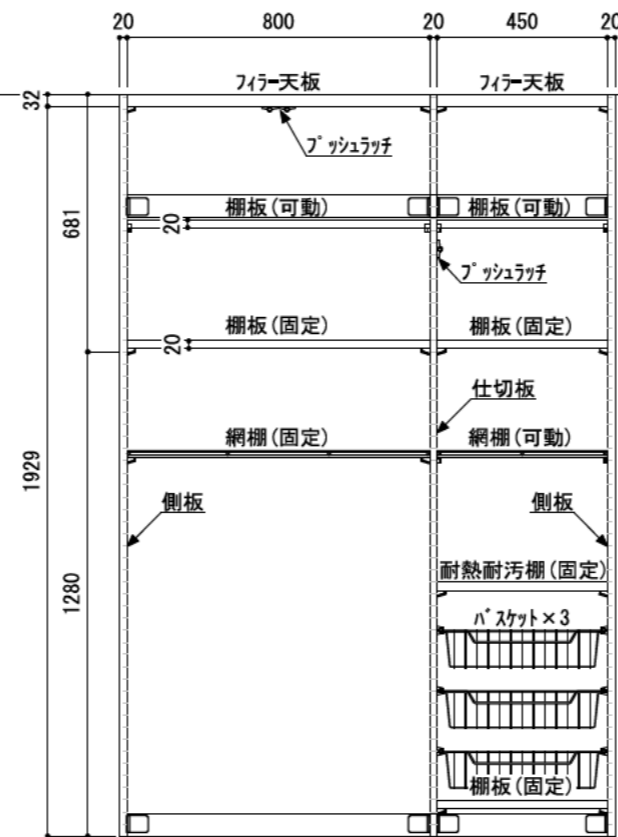 20 800 20 450 20
フィラー天板 フィラー天板
32
プッシュラッチ
681
棚板(可動) 棚板(可動)
20
プッシュラッチ
棚板(固定) 棚板(固定)
20
仕切板
網棚(固定) 網棚(可動)
1929
側板 側板
耐熱耐汚棚(固定)
1280
バスケット×3
棚板(固定)